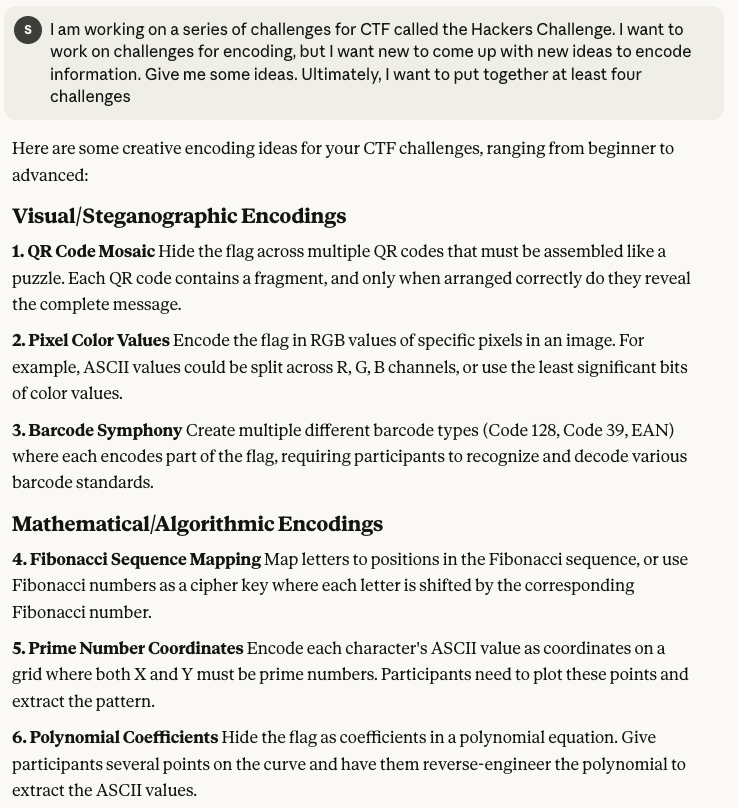 S
I am working on a series of challenges for CTF called the Hackers Challenge. I want to
work on challenges for encoding, but I want new to come up with new ideas to encode
information. Give me some ideas. Ultimately, I want to put together at least four
challenges
Here are some creative encoding ideas for your CTF challenges, ranging from beginner to
advanced:
Visual/Steganographic Encodings
1. QR Code Mosaic Hide the flag across multiple QR codes that must be assembled like a
puzzle. Each QR code contains a fragment, and only when arranged correctly do they reveal
the complete message.
2. Pixel Color Values Encode the flag in RGB values of specific pixels in an image. For
example, ASCII values could be split across R, G, B channels, or use the least significant bits
of color values.
3. Barcode Symphony Create multiple different barcode types (Code 128, Code 39, EAN)
where each encodes part of the flag, requiring participants to recognize and decode various
barcode standards.
Mathematical/Algorithmic Encodings
4. Fibonacci Sequence Mapping Map letters to positions in the Fibonacci sequence, or use
Fibonacci numbers as a cipher key where each letter is shifted by the corresponding
Fibonacci number.
5. Prime Number Coordinates Encode each character's ASCII value as coordinates on a
grid where both X and Y must be prime numbers. Participants need to plot these points and
extract the pattern.
6. Polynomial Coefficients Hide the flag as coefficients in a polynomial equation. Give
participants several points on the curve and have them reverse-engineer the polynomial to
extract the ASCII values.